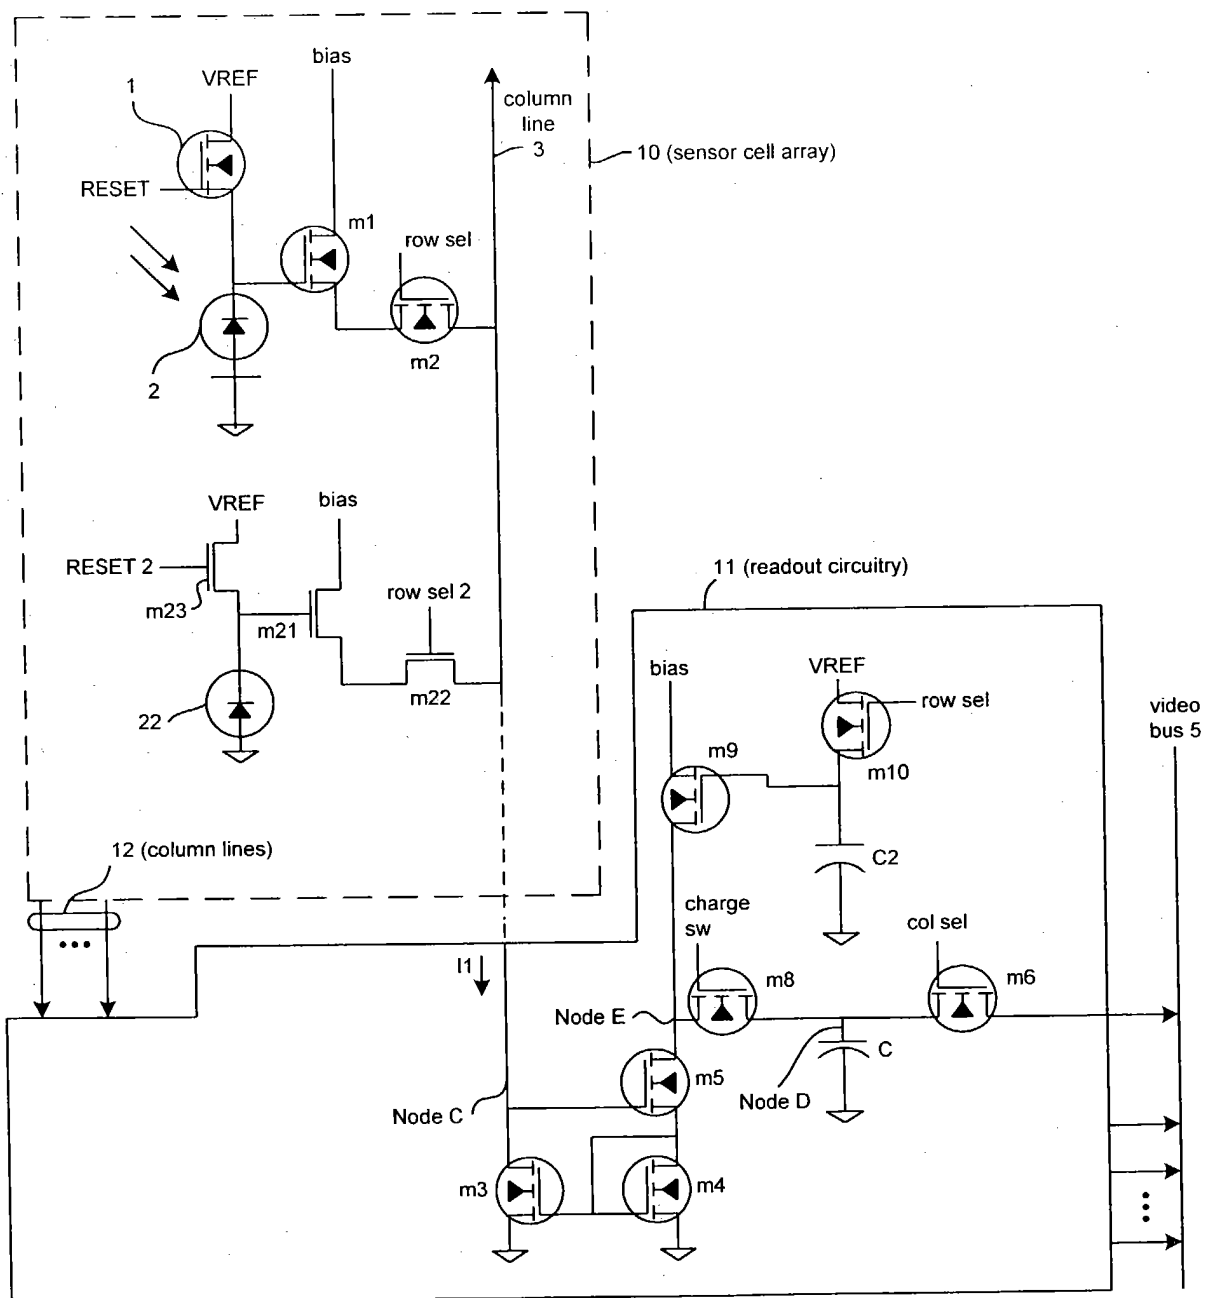 bias
VREF
1
column
line
3
10 (sensor cell array)
RESET
m1
row sel
m2
2
VREF
bias
RESET 2
m23
m21
row sel 2
m22
22
11 (readout circuitry)
bias
VREF
row sel
video
bus 5
m9
m10
12 (column lines)
C2
charge
sw
col sel
I1
m8
m6
Node E
C
m5
Node D
Node C
m3
m4